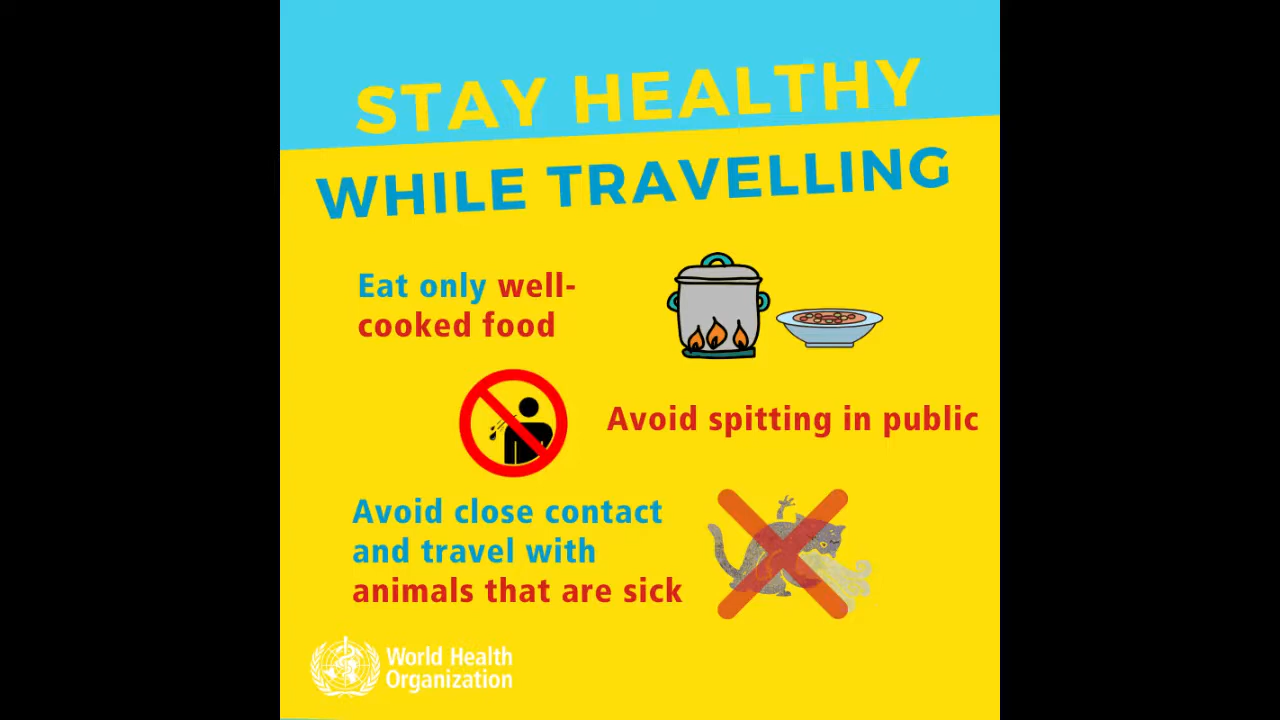 STAY HEALTHY
WHILE TRAVELLING
Eat only well-
cooked food
Avoid spitting in public
Avoid close contact
and travel with
animals that are sick
World Health
Organization